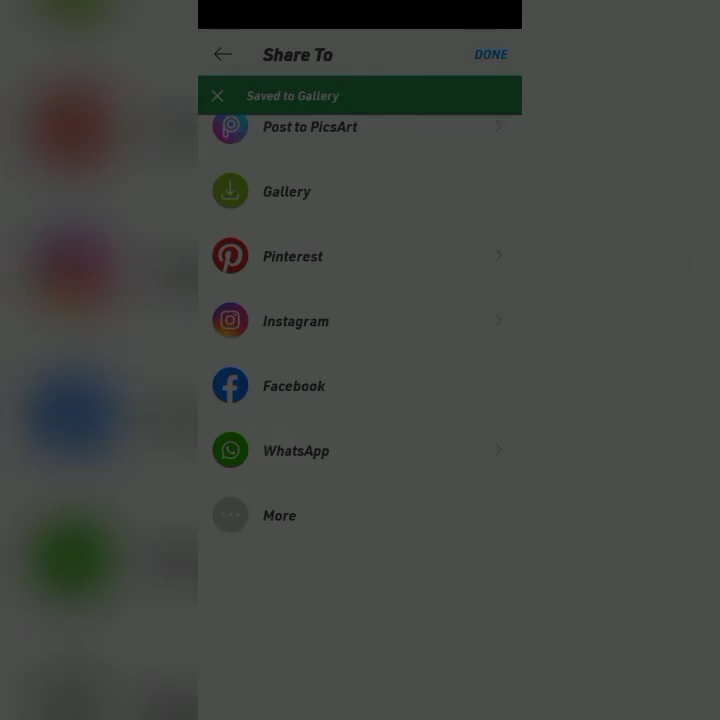 Share To
DONE
Saved to Gallery
Post to PicsArt
Gallery
Pinterest
Instagram
Facebook
WhatsApp
More